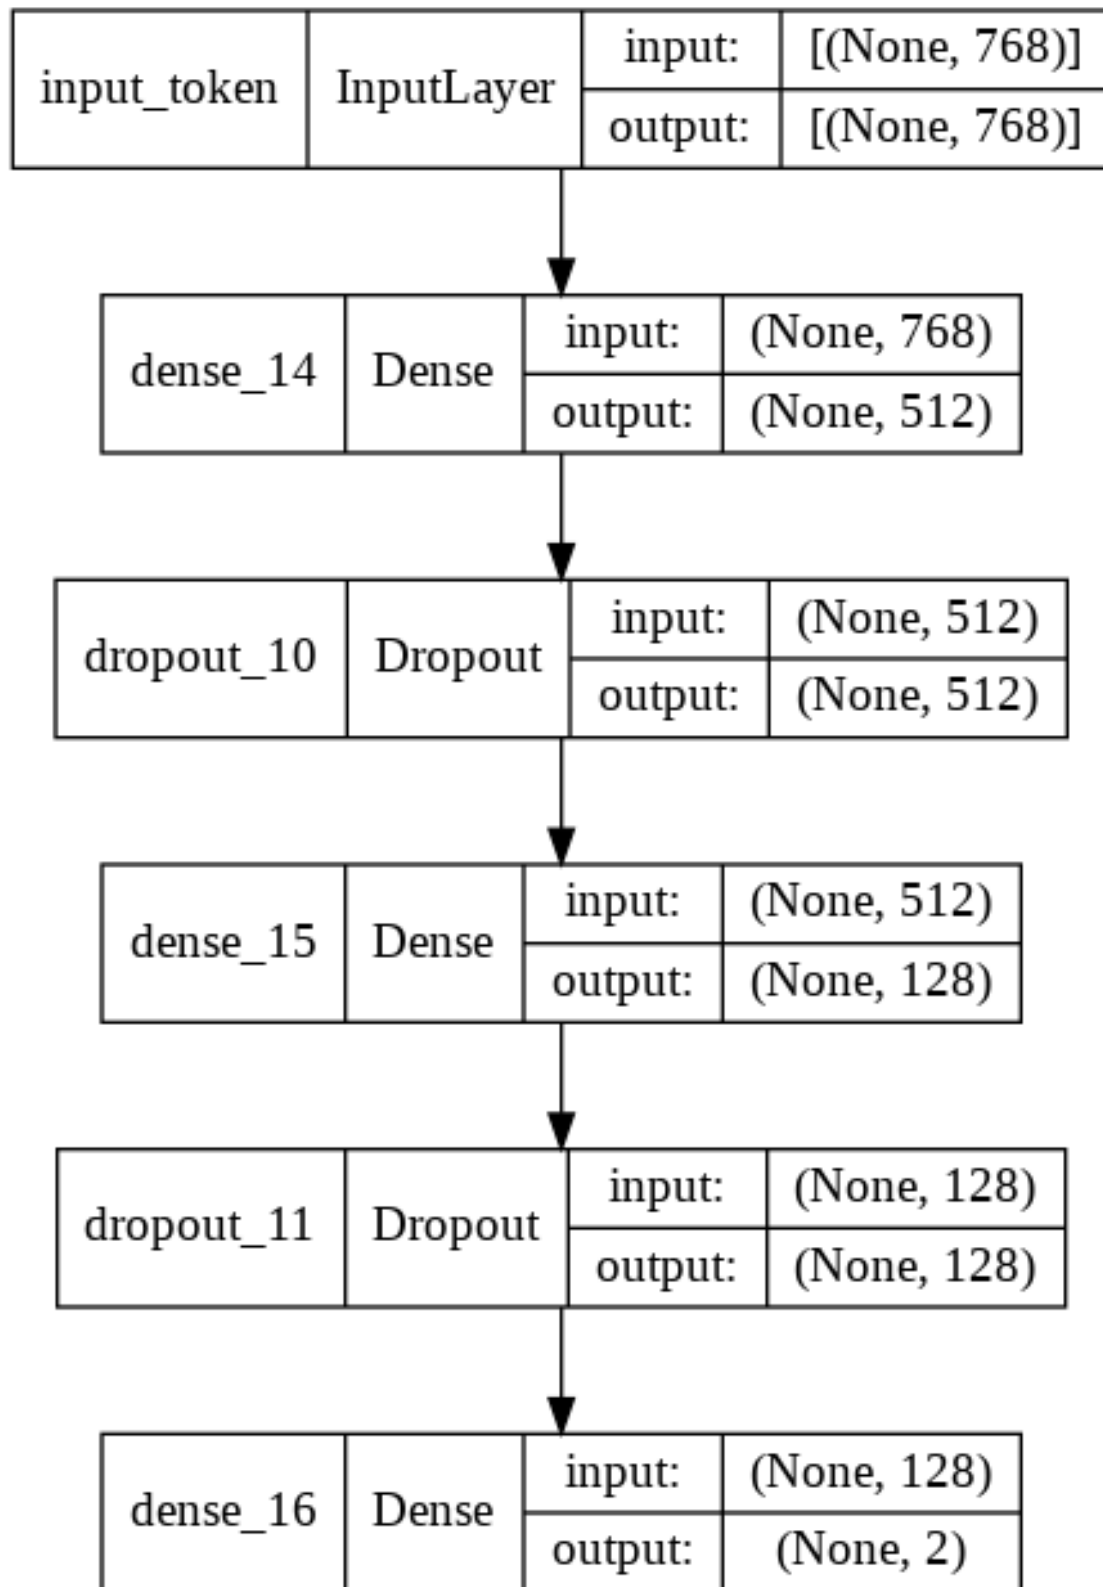 input_token InputLayer input: [(None, 768)]
output: [(None, 768)]
dense_14 Dense input: (None, 768)
output: (None, 512)
dropout_10 Dropout input: (None, 512)
output: (None, 512)
dense_15 Dense input: (None, 512)
output: (None, 128)
dropout_11 Dropout input: (None, 128)
output: (None, 128)
dense_16 Dense input: (None, 128)
output: (None, 2)